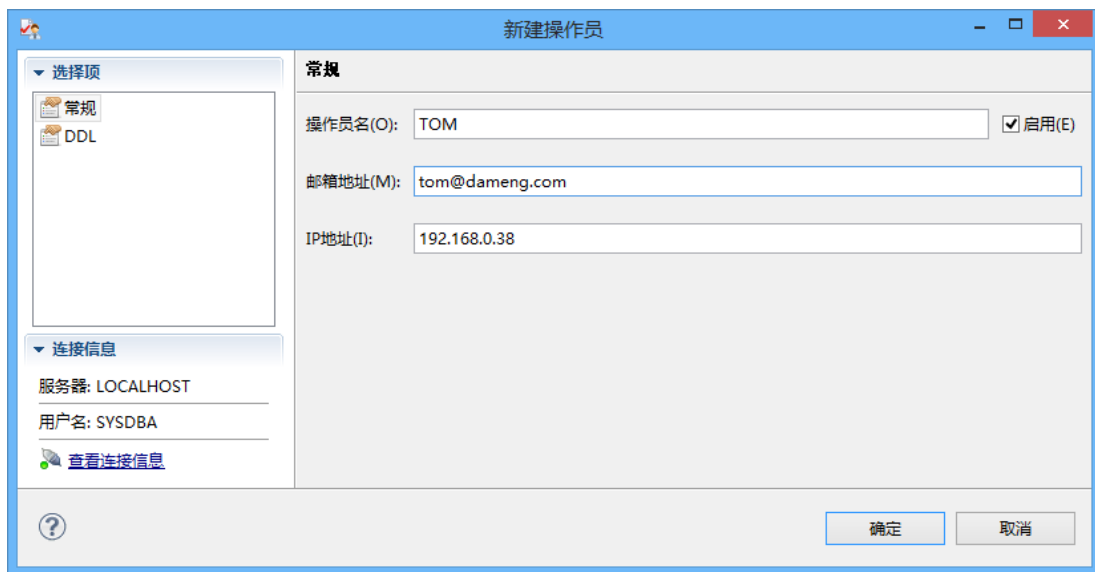 新建操作员
选择项
常规
DDL
常规
操作员名(O): TOM 启用(E)
邮箱地址(M): tom@dameng.com
IP地址(I): 192.168.0.38
连接信息
服务器: LOCALHOST
用户名: SYSDBA
查看连接信息
确定 取消